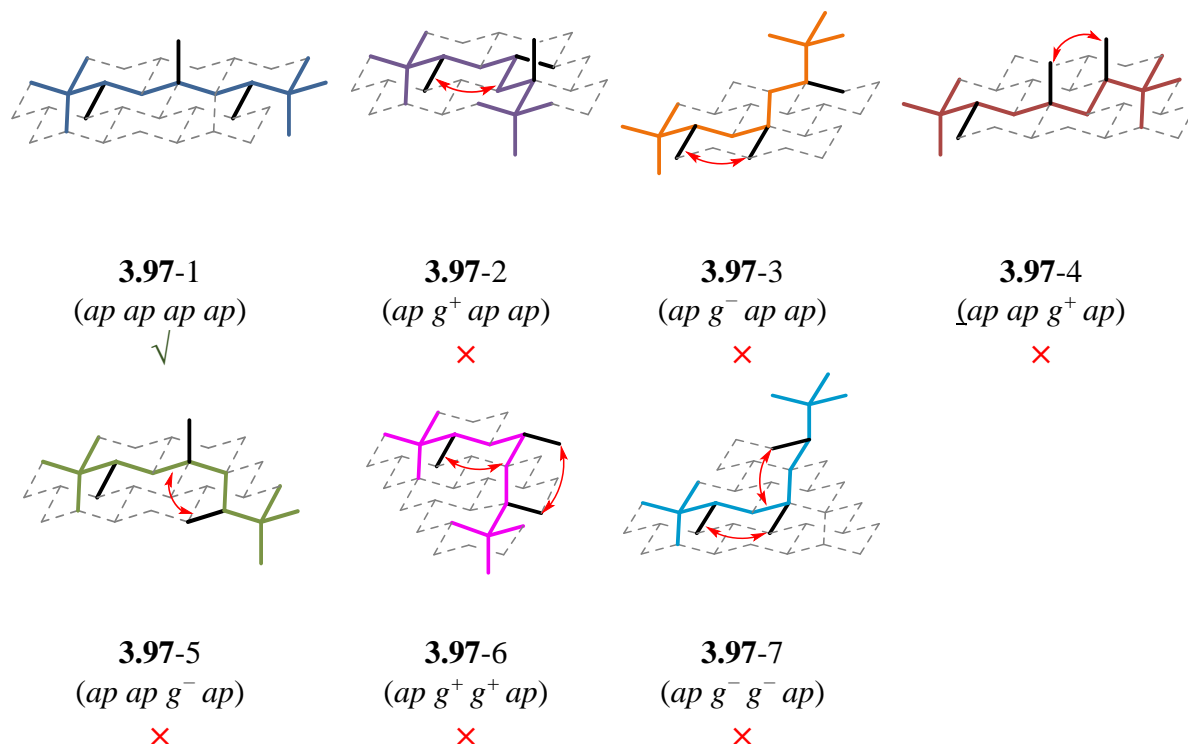 3.97-1 3.97-2 3.97-3 3.97-4
(ap ap ap ap) (ap g⁺ ap ap) (ap g⁻ ap ap) (ap ap g⁺ ap)
√ × × ×
3.97-5 3.97-6 3.97-7
(ap ap g⁻ ap) (ap g⁺ g⁺ ap) (ap g⁻ g⁻ ap)
× × ×